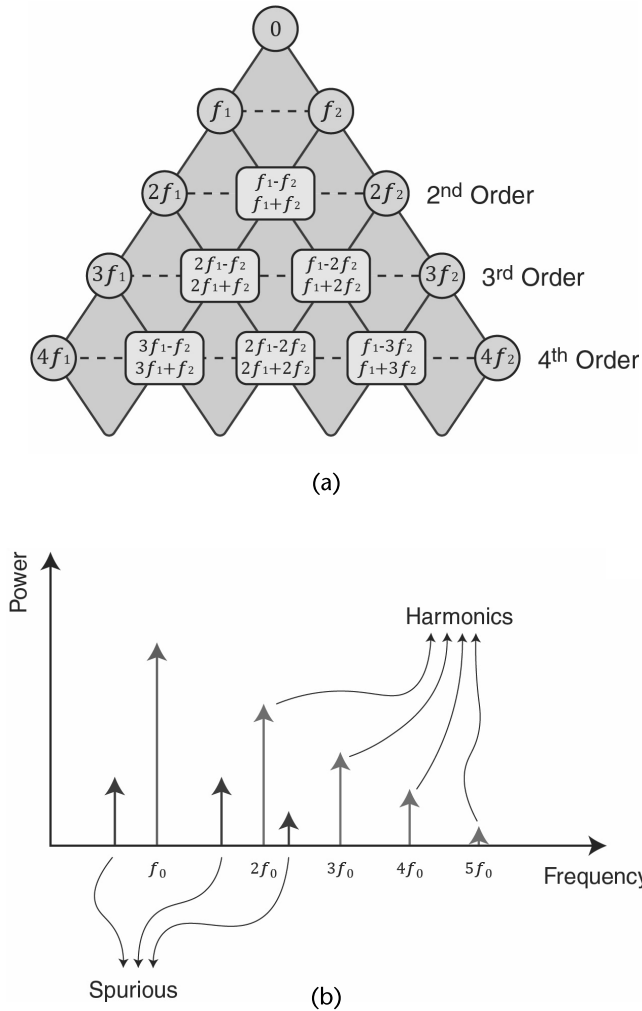 0
f₁ f₂
2f₁ f₁-f₂ 2f₂ 2nd Order
f₁+f₂
3f₁ 2f₁-f₂ f₁-2f₂ 3f₂ 3rd Order
2f₁+f₂ f₁+2f₂
4f₁ 3f₁-f₂ 2f₁-2f₂ f₁-3f₂ 4f₂ 4th Order
3f₁+f₂ 2f₁+2f₂ f₁+3f₂
(a)
Power
Harmonics
f₀ 2f₀ 3f₀ 4f₀ 5f₀
Frequency
Spurious
(b)